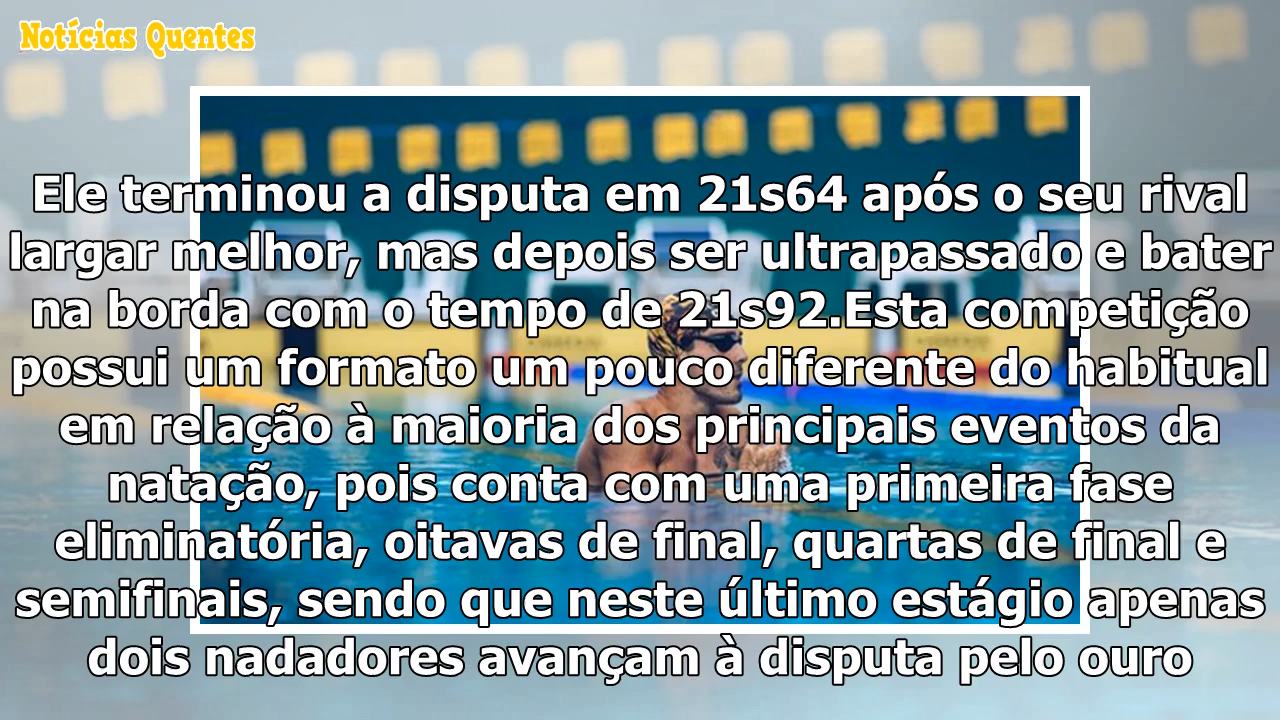 Notícias Quentes
Ele terminou a disputa em 21s64 após o seu rival
largar melhor, mas depois ser ultrapassado e bater
na borda com o tempo de 21s92.Esta competição
possui um formato um pouco diferente do habitual
em relação à maioria dos principais eventos da
natação, pois conta com uma primeira fase
eliminatória, oitavas de final, quartas de final e
semifinais, sendo que neste último estágio apenas
dois nadadores avançam à disputa pelo ouro